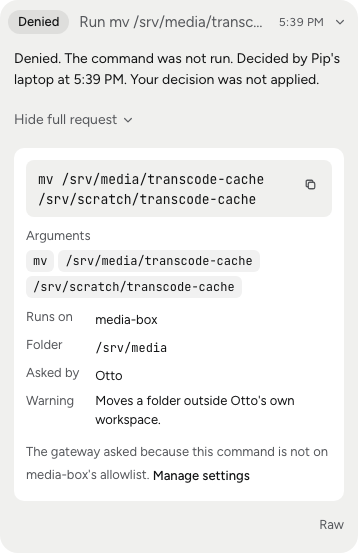 Denied Run mv /srv/media/transc... 5:39 PM
Denied. The command was not run. Decided by Pip's
laptop at 5:39 PM. Your decision was not applied.
Hide full request
mv /srv/media/transcode-cache
/srv/scratch/transcode-cache
Arguments
mv /srv/media/transcode-cache
/srv/scratch/transcode-cache
Runs on media-box
Folder /srv/media
Asked by Otto
Warning Moves a folder outside Otto's own
workspace.
The gateway asked because this command is not on
media-box's allowlist. Manage settings
Raw